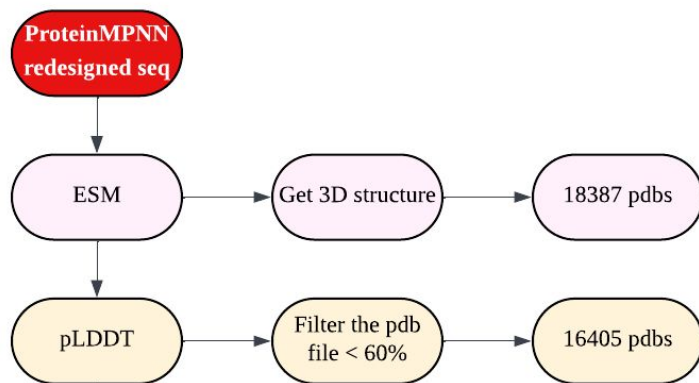 ProteinMPNN
redesigned seq
ESM
Get 3D structure
18387 pdbs
pLDDT
Filter the pdb
file < 60%
16405 pdbs